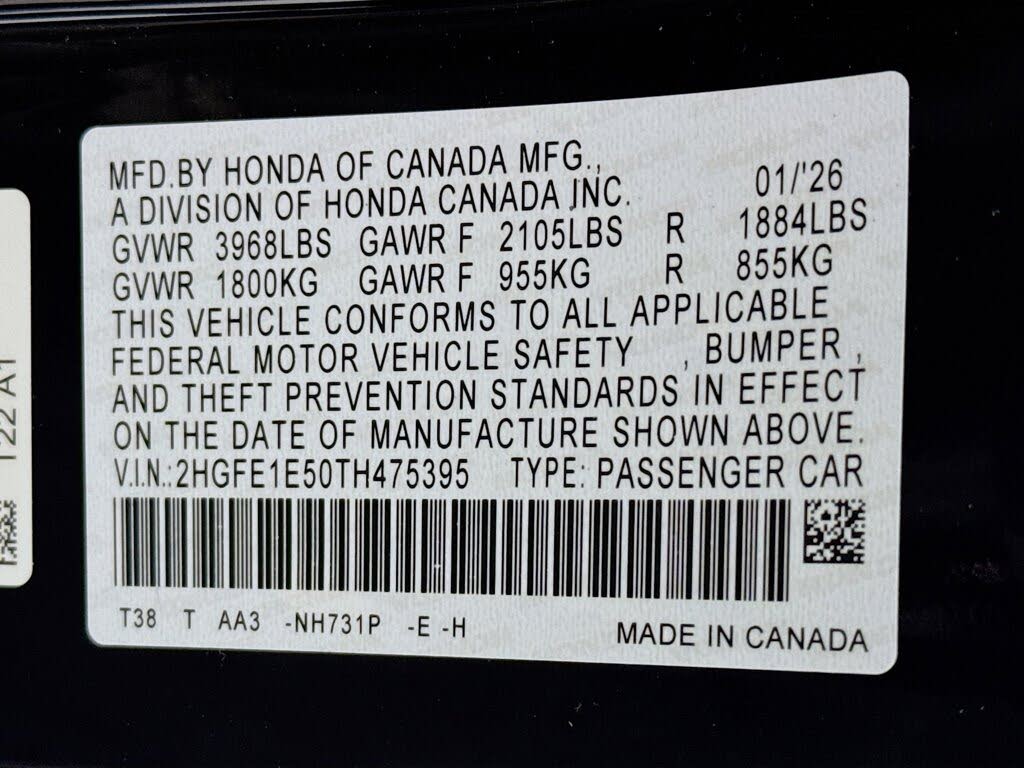 MFD.BY HONDA OF CANADA MFG.,
A DIVISION OF HONDA CANADA INC. 01/'26
GVWR 3968LBS GAWR F 2105LBS R 1884LBS
GVWR 1800KG GAWR F 955KG R 855KG
THIS VEHICLE CONFORMS TO ALL APPLICABLE
FEDERAL MOTOR VEHICLE SAFETY , BUMPER ,
AND THEFT PREVENTION STANDARDS IN EFFECT
ON THE DATE OF MANUFACTURE SHOWN ABOVE.
V.I.N.:2HGFE1E50TH475395 TYPE: PASSENGER CAR
T38 T AA3 -NH731P -E -H
MADE IN CANADA